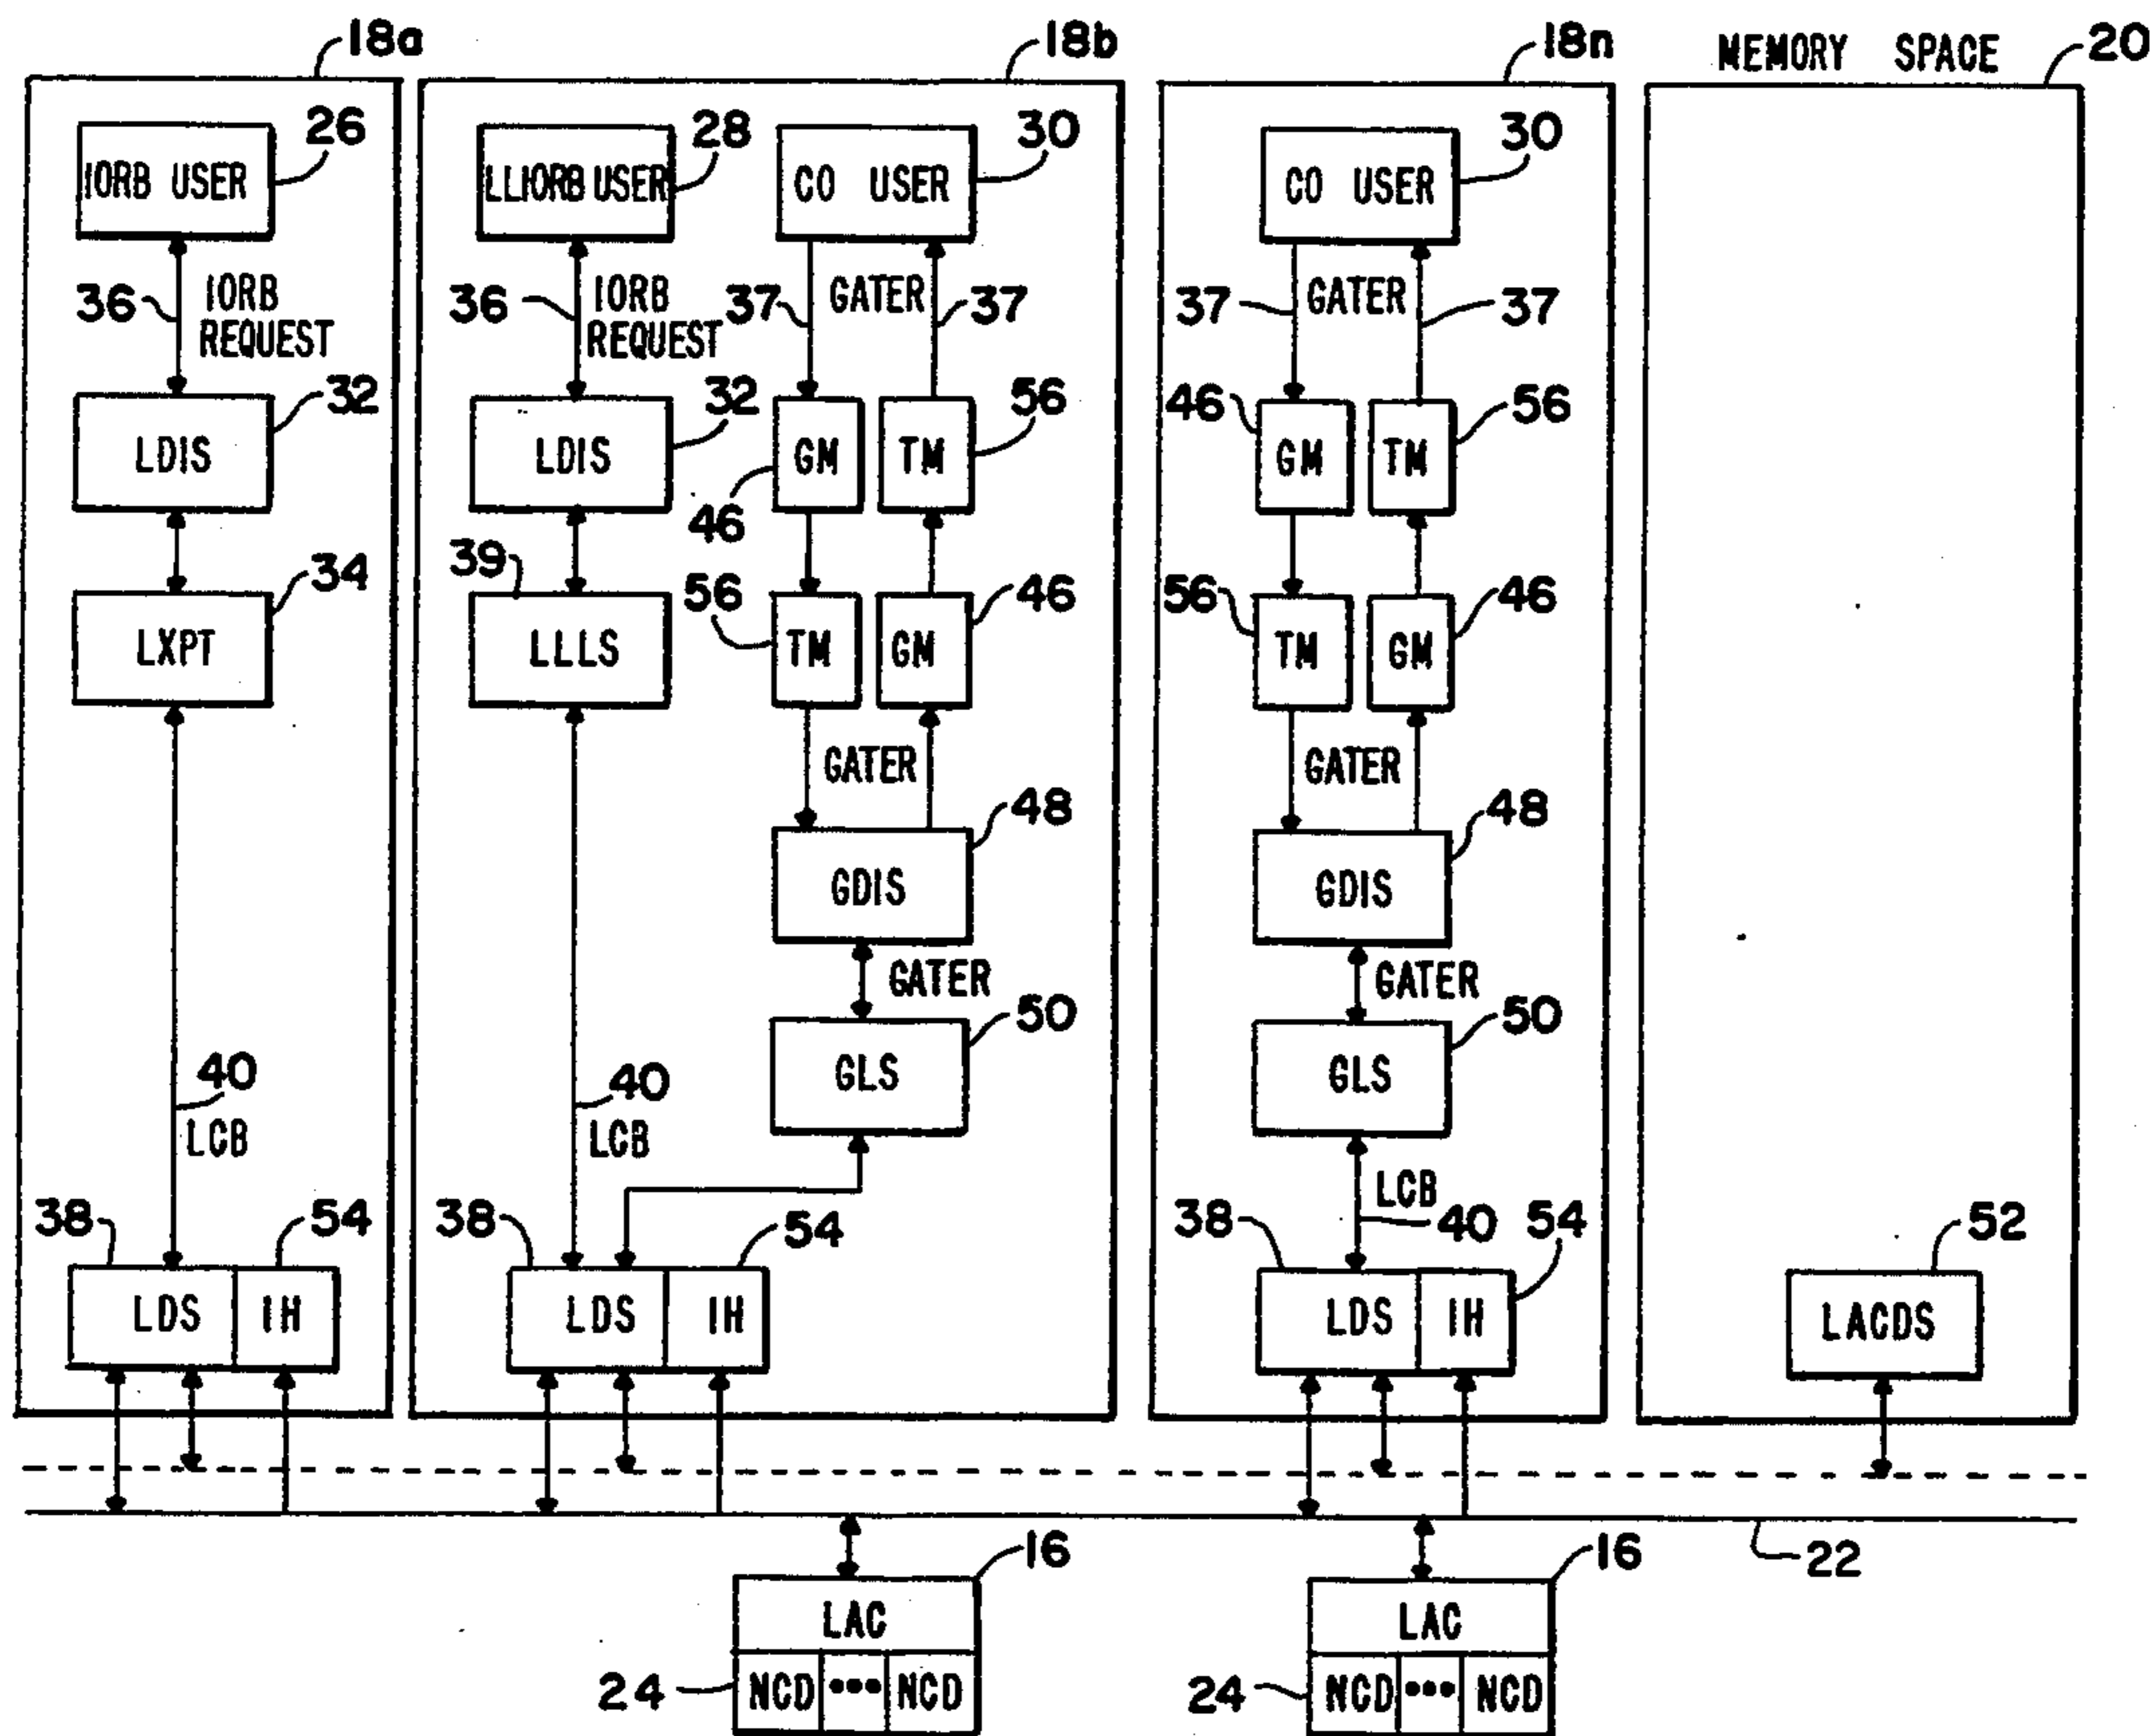 18a
18b
18n
MEMORY SPACE
20
IORB USER
26
LLIORB USER
28
CO USER
30
CO USER
30
36
IORB
REQUEST
36
IORB
REQUEST
37
GATER
37
37
GATER
37
LDIS
32
LDIS
32
GM
46
TM
56
46
GM
TM
56
LXPT
34
39
LLLS
56
TM
GM
46
56
TM
GM
46
GATER
GATER
GDIS
48
GDIS
48
GATER
GATER
GLS
50
GLS
50
40
LCB
40
LCB
LCB
40
38
54
38
54
38
54
52
LDS
IH
LDS
IH
LDS
IH
LACDS
22
16
LAC
24
NCD ••• NCD
16
LAC
24
NCD ••• NCD